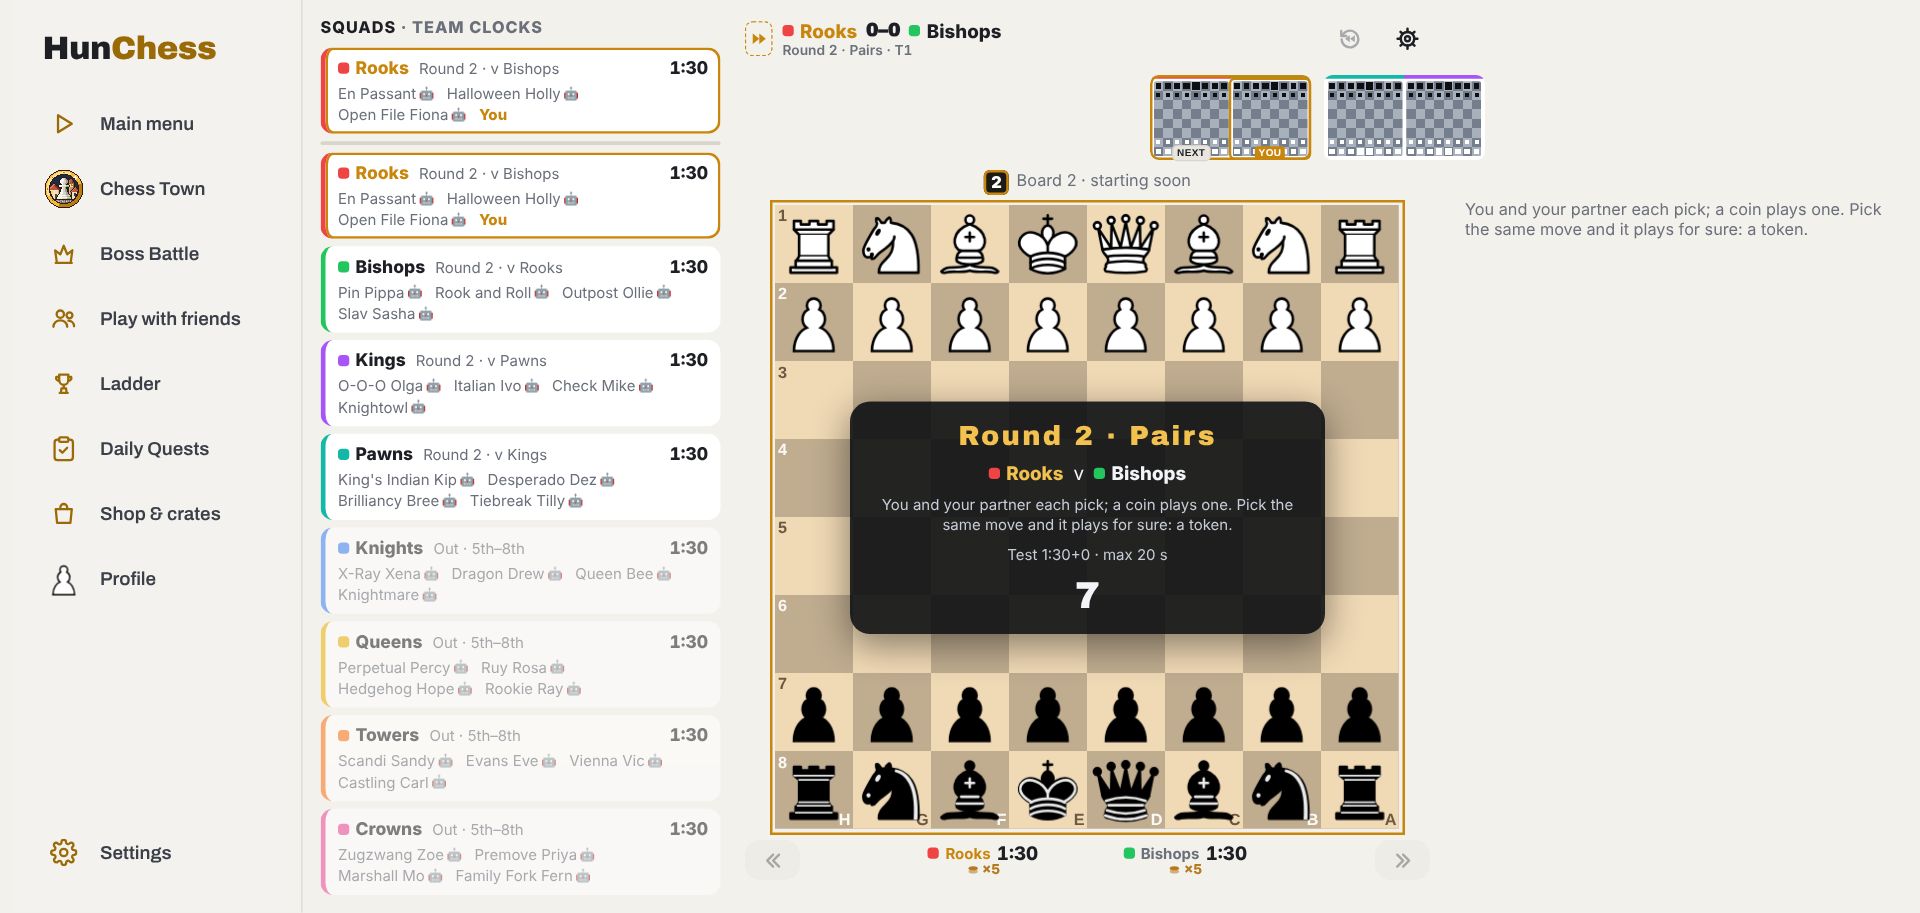 HunChess
Main menu
Chess Town
Boss Battle
Play with friends
Ladder
Daily Quests
Shop & crates
Profile
Settings
SQUADS · TEAM CLOCKS
Rooks Round 2 · v Bishops 1:30
En Passant Halloween Holly
Open File Fiona You
Rooks Round 2 · v Bishops 1:30
En Passant Halloween Holly
Open File Fiona You
Bishops Round 2 · v Rooks 1:30
Pin Pippa Rook and Roll Outpost Ollie
Slav Sasha
Kings Round 2 · v Pawns 1:30
O-O-O Olga Italian Ivo Check Mike
Knightowl
Pawns Round 2 · v Kings 1:30
King's Indian Kip Desperado Dez
Brilliancy Bree Tiebreak Tilly
Knights Out · 5th–8th 1:30
X-Ray Xena Dragon Drew Queen Bee
Knightmare
Queens Out · 5th–8th 1:30
Perpetual Percy Ruy Rosa
Hedgehog Hope Rookie Ray
Towers Out · 5th–8th 1:30
Scandi Sandy Evans Eve Vienna Vic
Castling Carl
Crowns Out · 5th–8th 1:30
Zugzwang Zoe Premove Priya
Marshall Mo Family Fork Fern
Rooks 0–0 Bishops
Round 2 · Pairs · T1
NEXT YOU
2 Board 2 · starting soon
1
2
3
4
5
6
7
8
H G F E D C B A
Round 2 · Pairs
Rooks v Bishops
You and your partner each pick; a coin plays one. Pick the
same move and it plays for sure: a token.
Test 1:30+0 · max 20 s
7
Rooks 1:30 Bishops 1:30
×5 ×5
You and your partner each pick; a coin plays one. Pick
the same move and it plays for sure: a token.